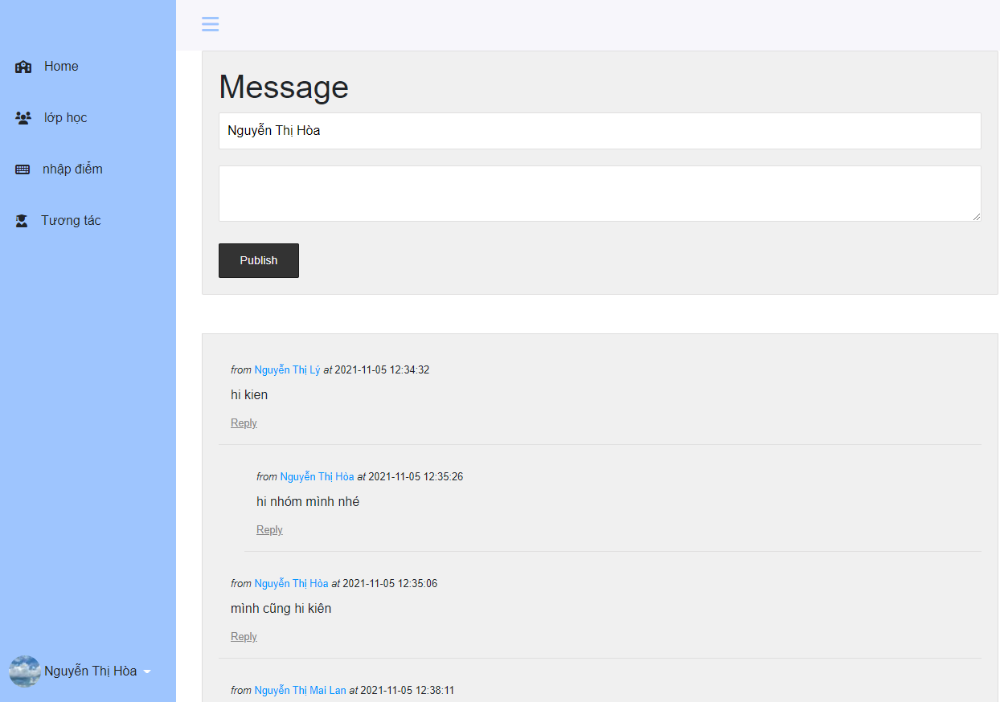 Home
lớp học
nhập điểm
Tương tác
Nguyễn Thị Hòa
Message
Nguyễn Thị Hòa
Publish
from Nguyễn Thị Lý at 2021-11-05 12:34:32
hi kien
Reply
from Nguyễn Thị Hòa at 2021-11-05 12:35:26
hi nhóm mình nhé
Reply
from Nguyễn Thị Hòa at 2021-11-05 12:35:06
mình cũng hi kiên
Reply
from Nguyễn Thị Mai Lan at 2021-11-05 12:38:11